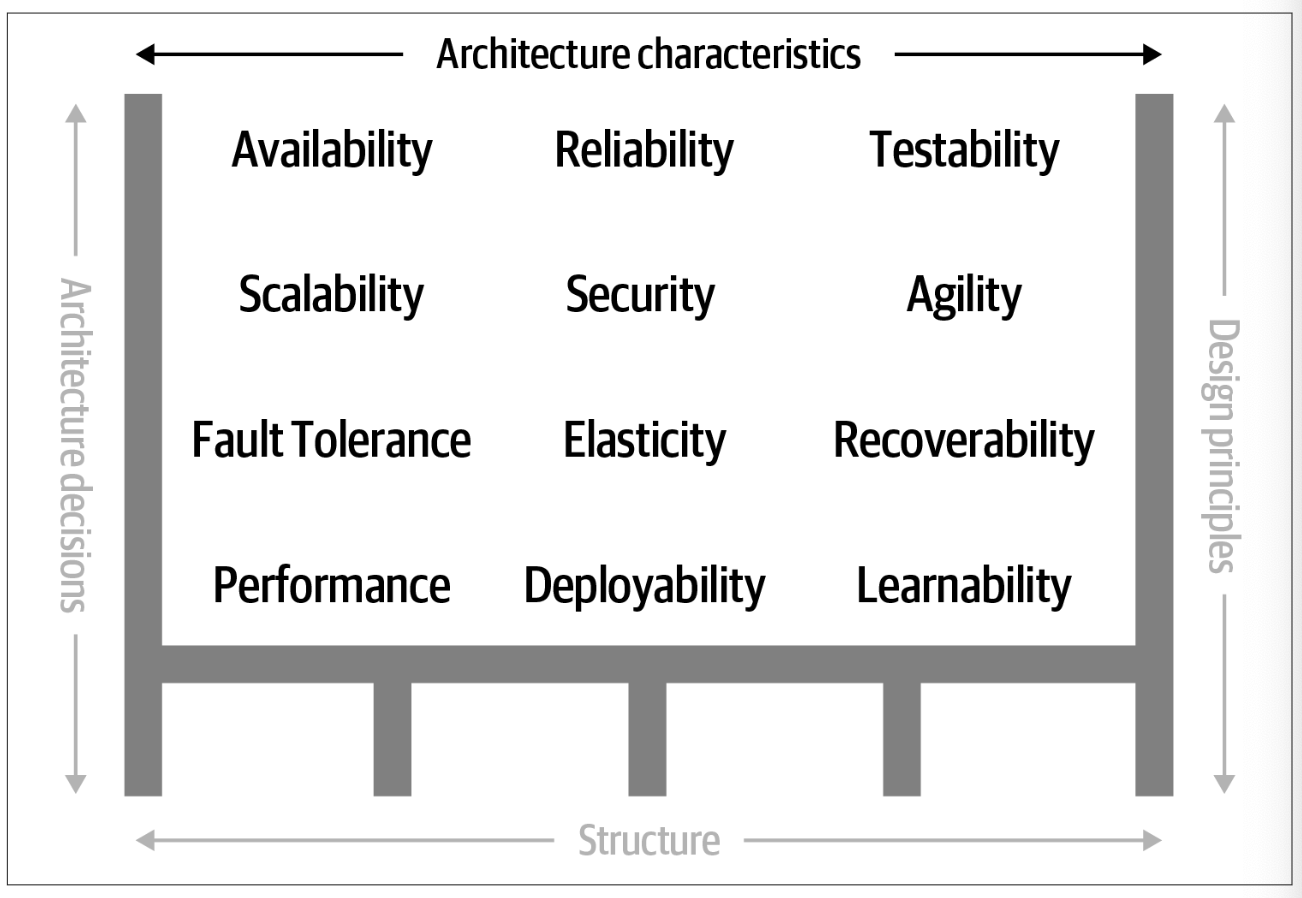 Architecture characteristics
Availability Reliability Testability
Scalability Security Agility
Fault Tolerance Elasticity Recoverability
Performance Deployability Learnability
Architecture decisions
Design principles
Structure